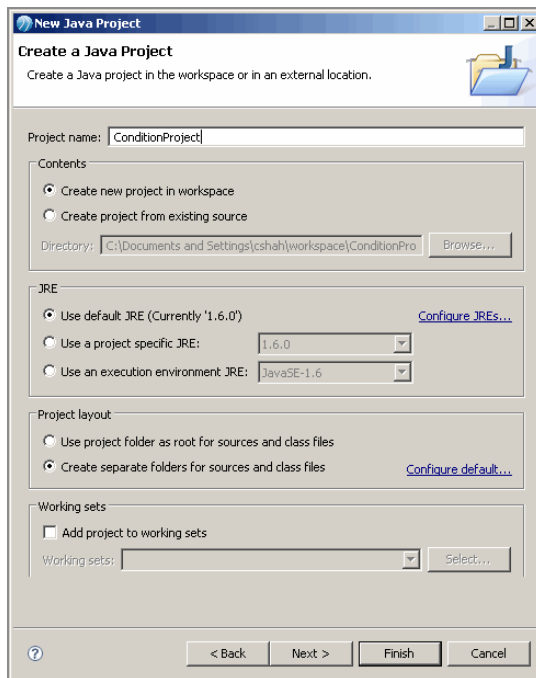 New Java Project
Create a Java Project
Create a Java project in the workspace or in an external location.
Project name: ConditionProject
Contents
Create new project in workspace
Create project from existing source
Directory: C:\Documents and Settings\cshah\workspace\ConditionPro Browse...
JRE
Use default JRE (Currently '1.6.0') Configure JREs...
Use a project specific JRE: 1.6.0
Use an execution environment JRE: JavaSE-1.6
Project layout
Use project folder as root for sources and class files
Create separate folders for sources and class files Configure default...
Working sets
Add project to working sets
Working sets: Select...
? < Back Next > Finish Cancel